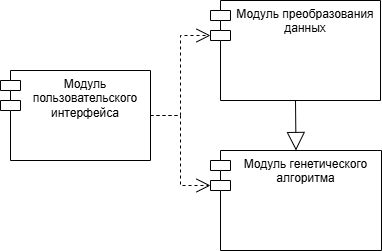 Модуль преобразования
данных
Модуль
пользовательского
интерфейса
Модуль генетического
алгоритма